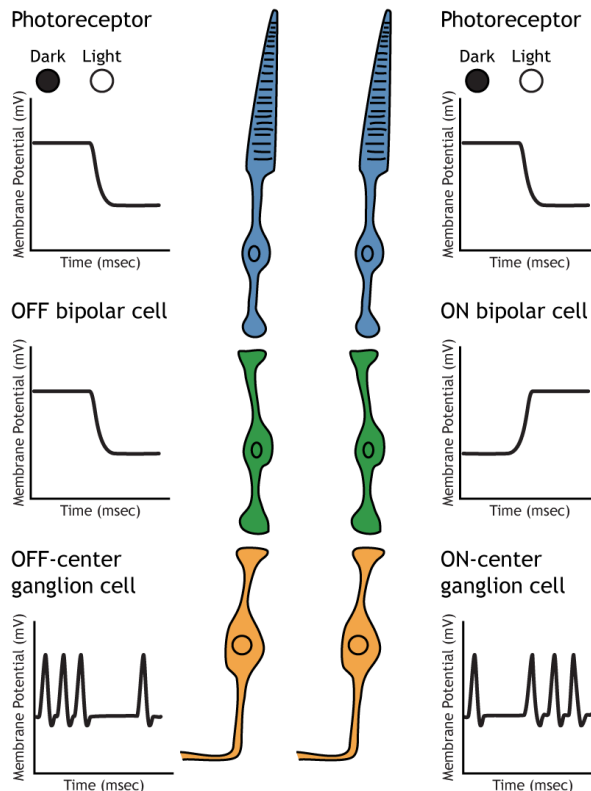 Photoreceptor
Dark Light
Membrane Potential (mV)
Time (msec)
OFF bipolar cell
Membrane Potential (mV)
Time (msec)
OFF-center
ganglion cell
Membrane Potential (mV)
Time (msec)
Photoreceptor
Dark Light
Membrane Potential (mV)
Time (msec)
ON bipolar cell
Membrane Potential (mV)
Time (msec)
ON-center
ganglion cell
Membrane Potential (mV)
Time (msec)